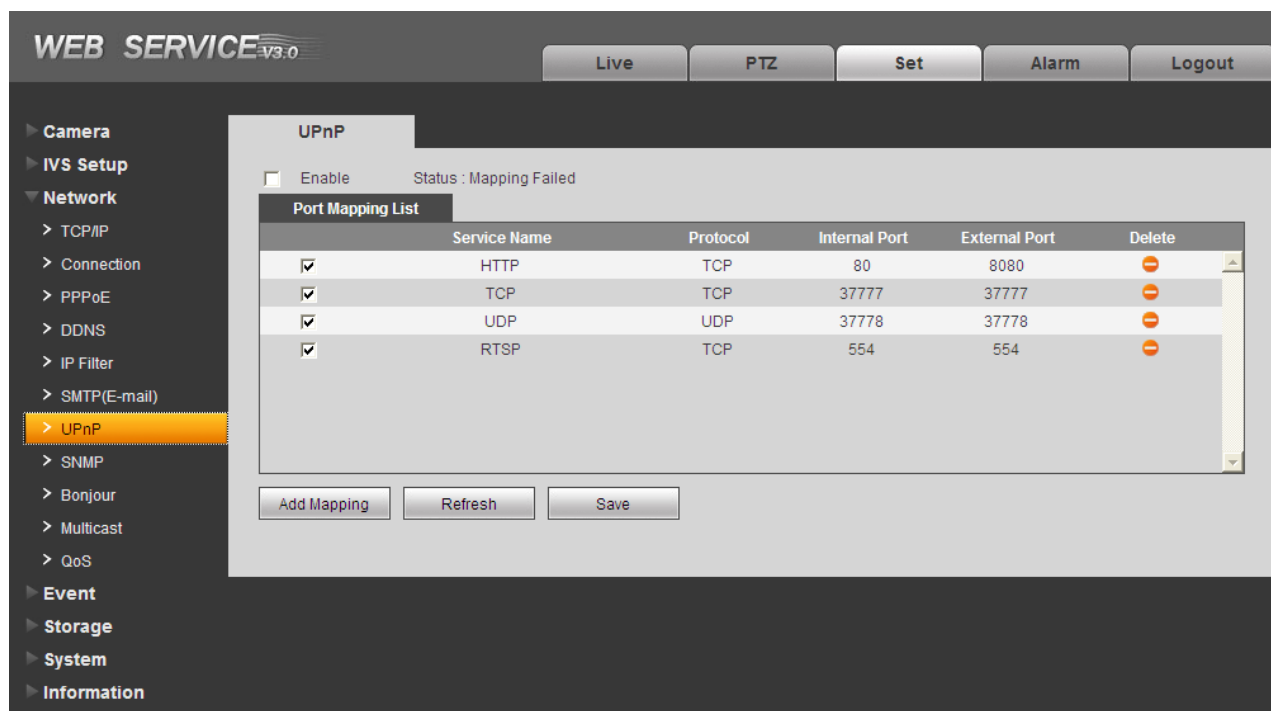 WEB SERVICE V3.0
Live PTZ Set Alarm Logout
Camera
IVS Setup
Network
TCP/IP
Connection
PPPoE
DDNS
IP Filter
SMTP(E-mail)
UPnP
SNMP
Bonjour
Multicast
QoS
Event
Storage
System
Information
UPnP
Enable Status : Mapping Failed
Port Mapping List
Service Name Protocol Internal Port External Port Delete
HTTP TCP 80 8080
TCP TCP 37777 37777
UDP UDP 37778 37778
RTSP TCP 554 554
Add Mapping Refresh Save